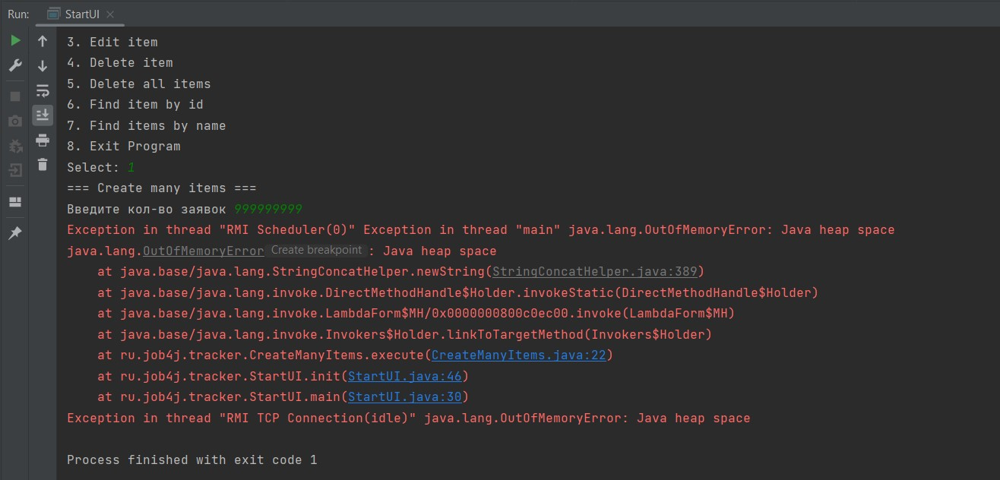 Run: StartUI
3. Edit item
4. Delete item
5. Delete all items
6. Find item by id
7. Find items by name
8. Exit Program
Select: 1
=== Create many items ===
Введите кол-во заявок 999999999
Exception in thread "RMI Scheduler(0)" Exception in thread "main" java.lang.OutOfMemoryError: Java heap space
java.lang.OutOfMemoryError Create breakpoint : Java heap space
at java.base/java.lang.StringConcatHelper.newString(StringConcatHelper.java:389)
at java.base/java.lang.invoke.DirectMethodHandle$Holder.invokeStatic(DirectMethodHandle$Holder)
at java.base/java.lang.invoke.LambdaForm$MH/0x0000000800c0ec00.invoke(LambdaForm$MH)
at java.base/java.lang.invoke.Invokers$Holder.linkToTargetMethod(Invokers$Holder)
at ru.job4j.tracker.CreateManyItems.execute(CreateManyItems.java:22)
at ru.job4j.tracker.StartUI.init(StartUI.java:46)
at ru.job4j.tracker.StartUI.main(StartUI.java:30)
Exception in thread "RMI TCP Connection(idle)" java.lang.OutOfMemoryError: Java heap space
Process finished with exit code 1